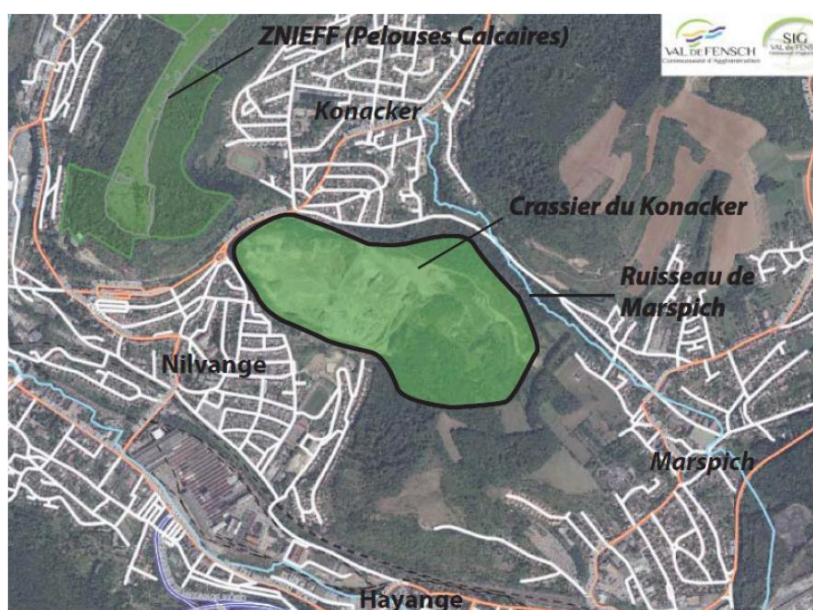 ZNIEFF (Pelouses Calcaires)
VAL DE FENSCH
Communauté d'Agglomération
SIG
VAL DE FENSCH
Konacker
Crassier du Konacker
Ruisseau de
Marspich
Nilvange
Marspich
Hayange